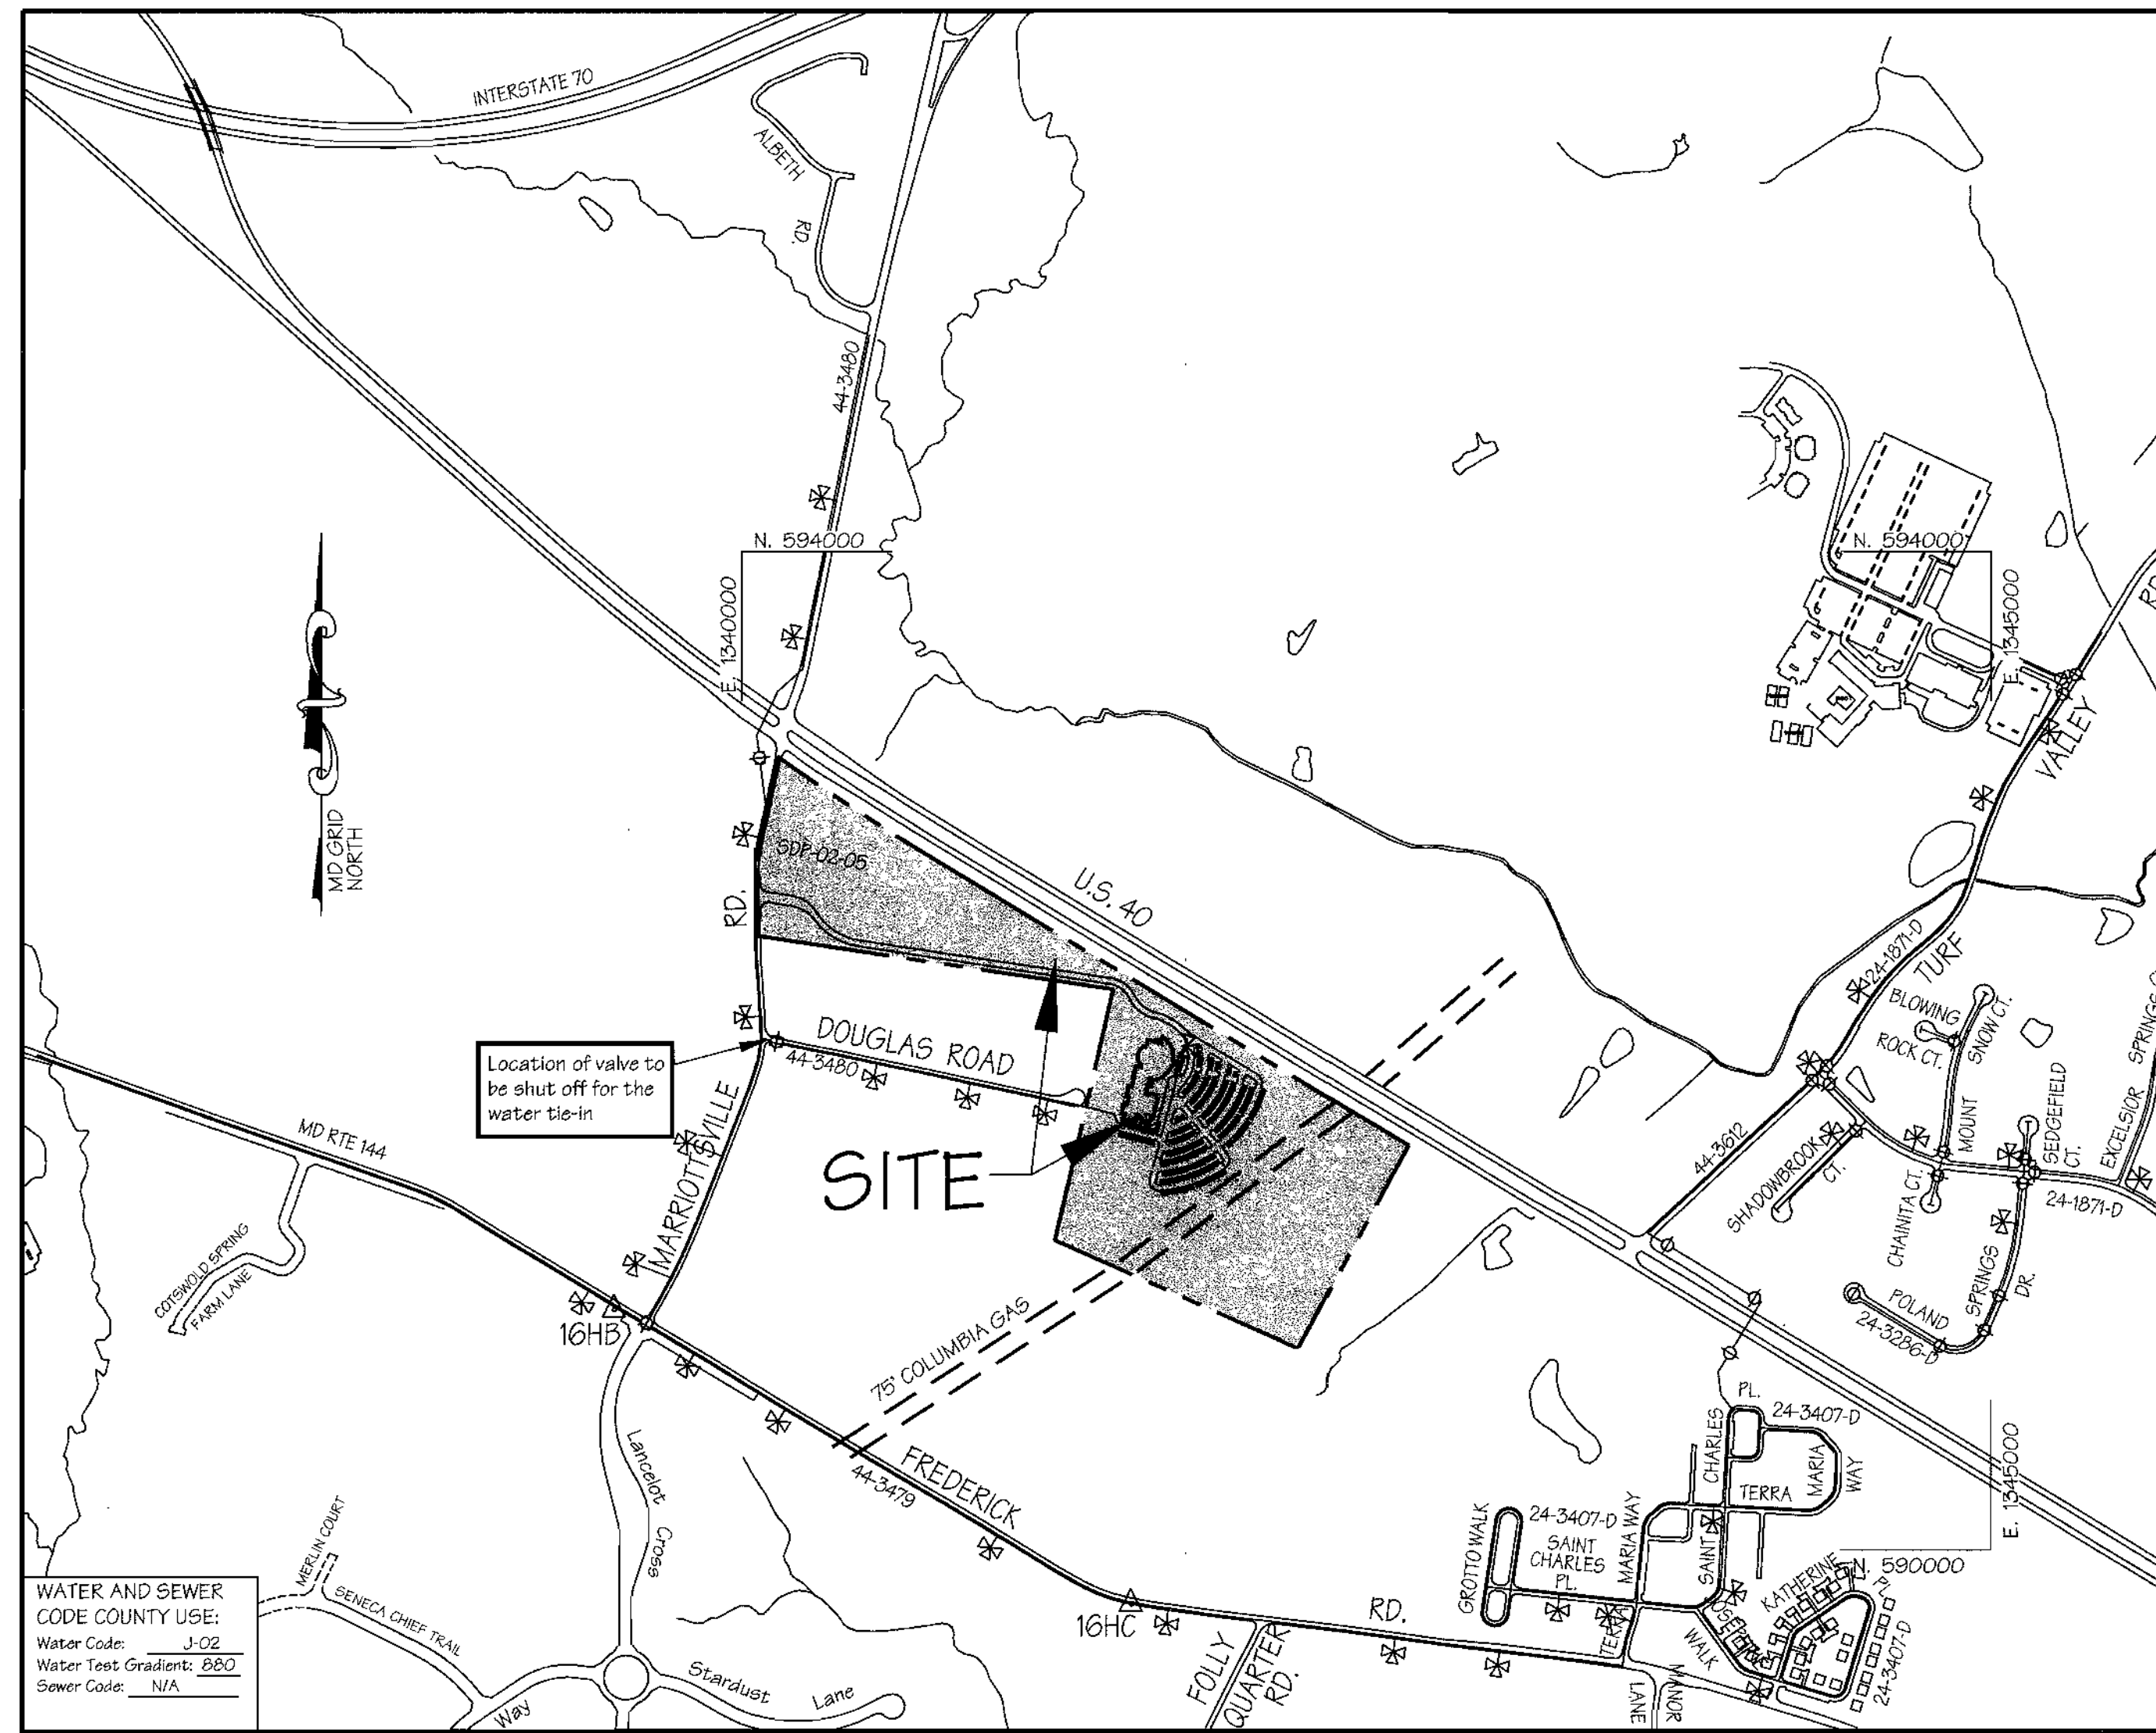 INTERSTATE 70
ALBETH
RD.
44-3480
N. 594000
E. 1340000
N. 594000
E. 1345000
RD.
VALLEY
MD GRID
NORTH
SDP-02-05
RD.
U.S. 40
24-1871-D
TURF
BLOWING
ROCK CT.
SNOW CT.
DOUGLAS ROAD
44-3480
Location of valve to
be shut off for the
water tie-in
MARRIOTTSVILLE
SITE
MD RTE 144
44-3612
SHADOWBROOK
CT.
CHAINITA CT.
MOUNT
SEDGEFIELD
CT.
EXCELSIOR SPRINGS
24-1871-D
SPRINGS
DR.
POLAND
24-3286-D
COTSWOLD SPRING
FARM LANE
16HB
75' COLUMBIA GAS
Lancelot
Cross
44-3479
FREDERICK
PL.
24-3407-D
CHARLES
TERRA
MARIA
WAY
E. 1345000
N. 590000
GROTTO WALK
24-3407-D
SAINT
CHARLES
PL.
MARIA WAY
SAINT
KATHERINE
PL.
JOSEPH
WALK
TERRA
24-3407-D
MERLIN COURT
SENECA CHIEF TRAIL
16HC
RD.
FOLLY
QUARTER
RD.
MANOR
LANE
Stardust Lane
Way
WATER AND SEWER
CODE COUNTY USE:
Water Code: J-02
Water Test Gradient: 880
Sewer Code: N/A